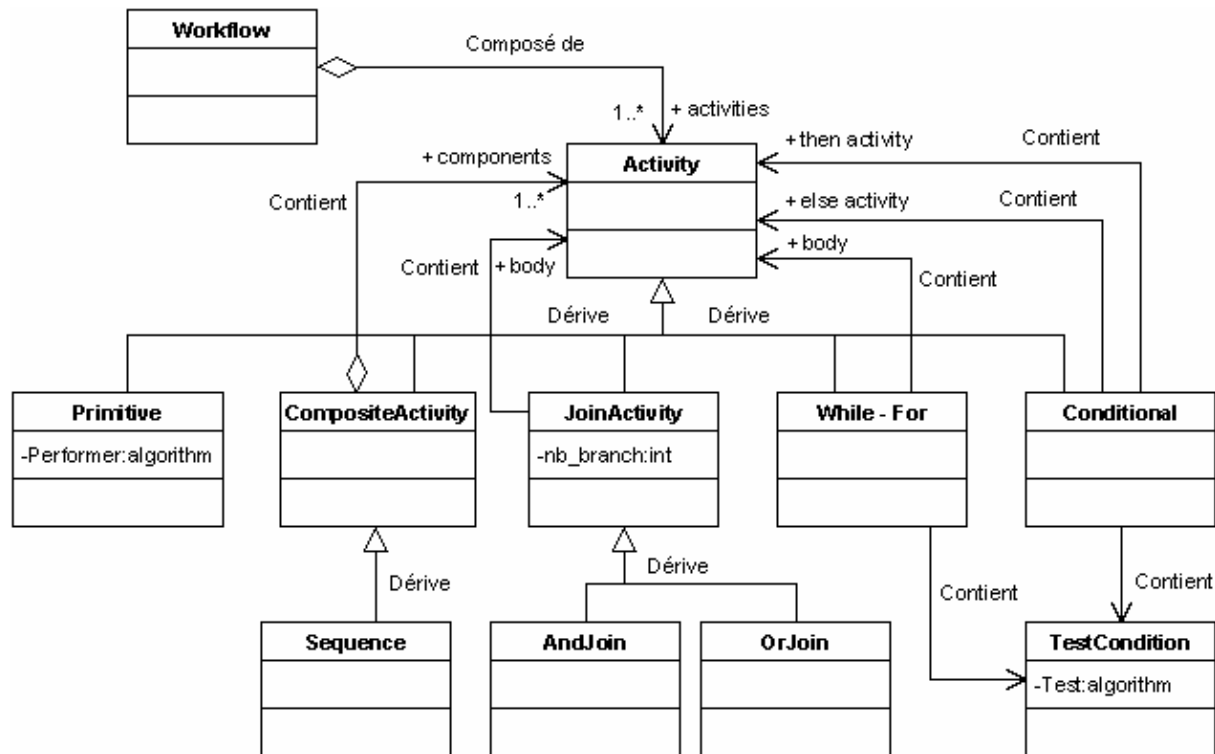 Workflow
Composé de
1..*
+ activities
+ components
Activity
+ then activity
Contient
Contient
1..*
+ else activity
Contient
Contient
+ body
+ body
Contient
Dérive
Dérive
Primitive
CompositeActivity
JoinActivity
While - For
Conditional
-Performer:algorithm
-nb_branch:int
Dérive
Dérive
Contient
Contient
Sequence
AndJoin
OrJoin
TestCondition
-Test:algorithm